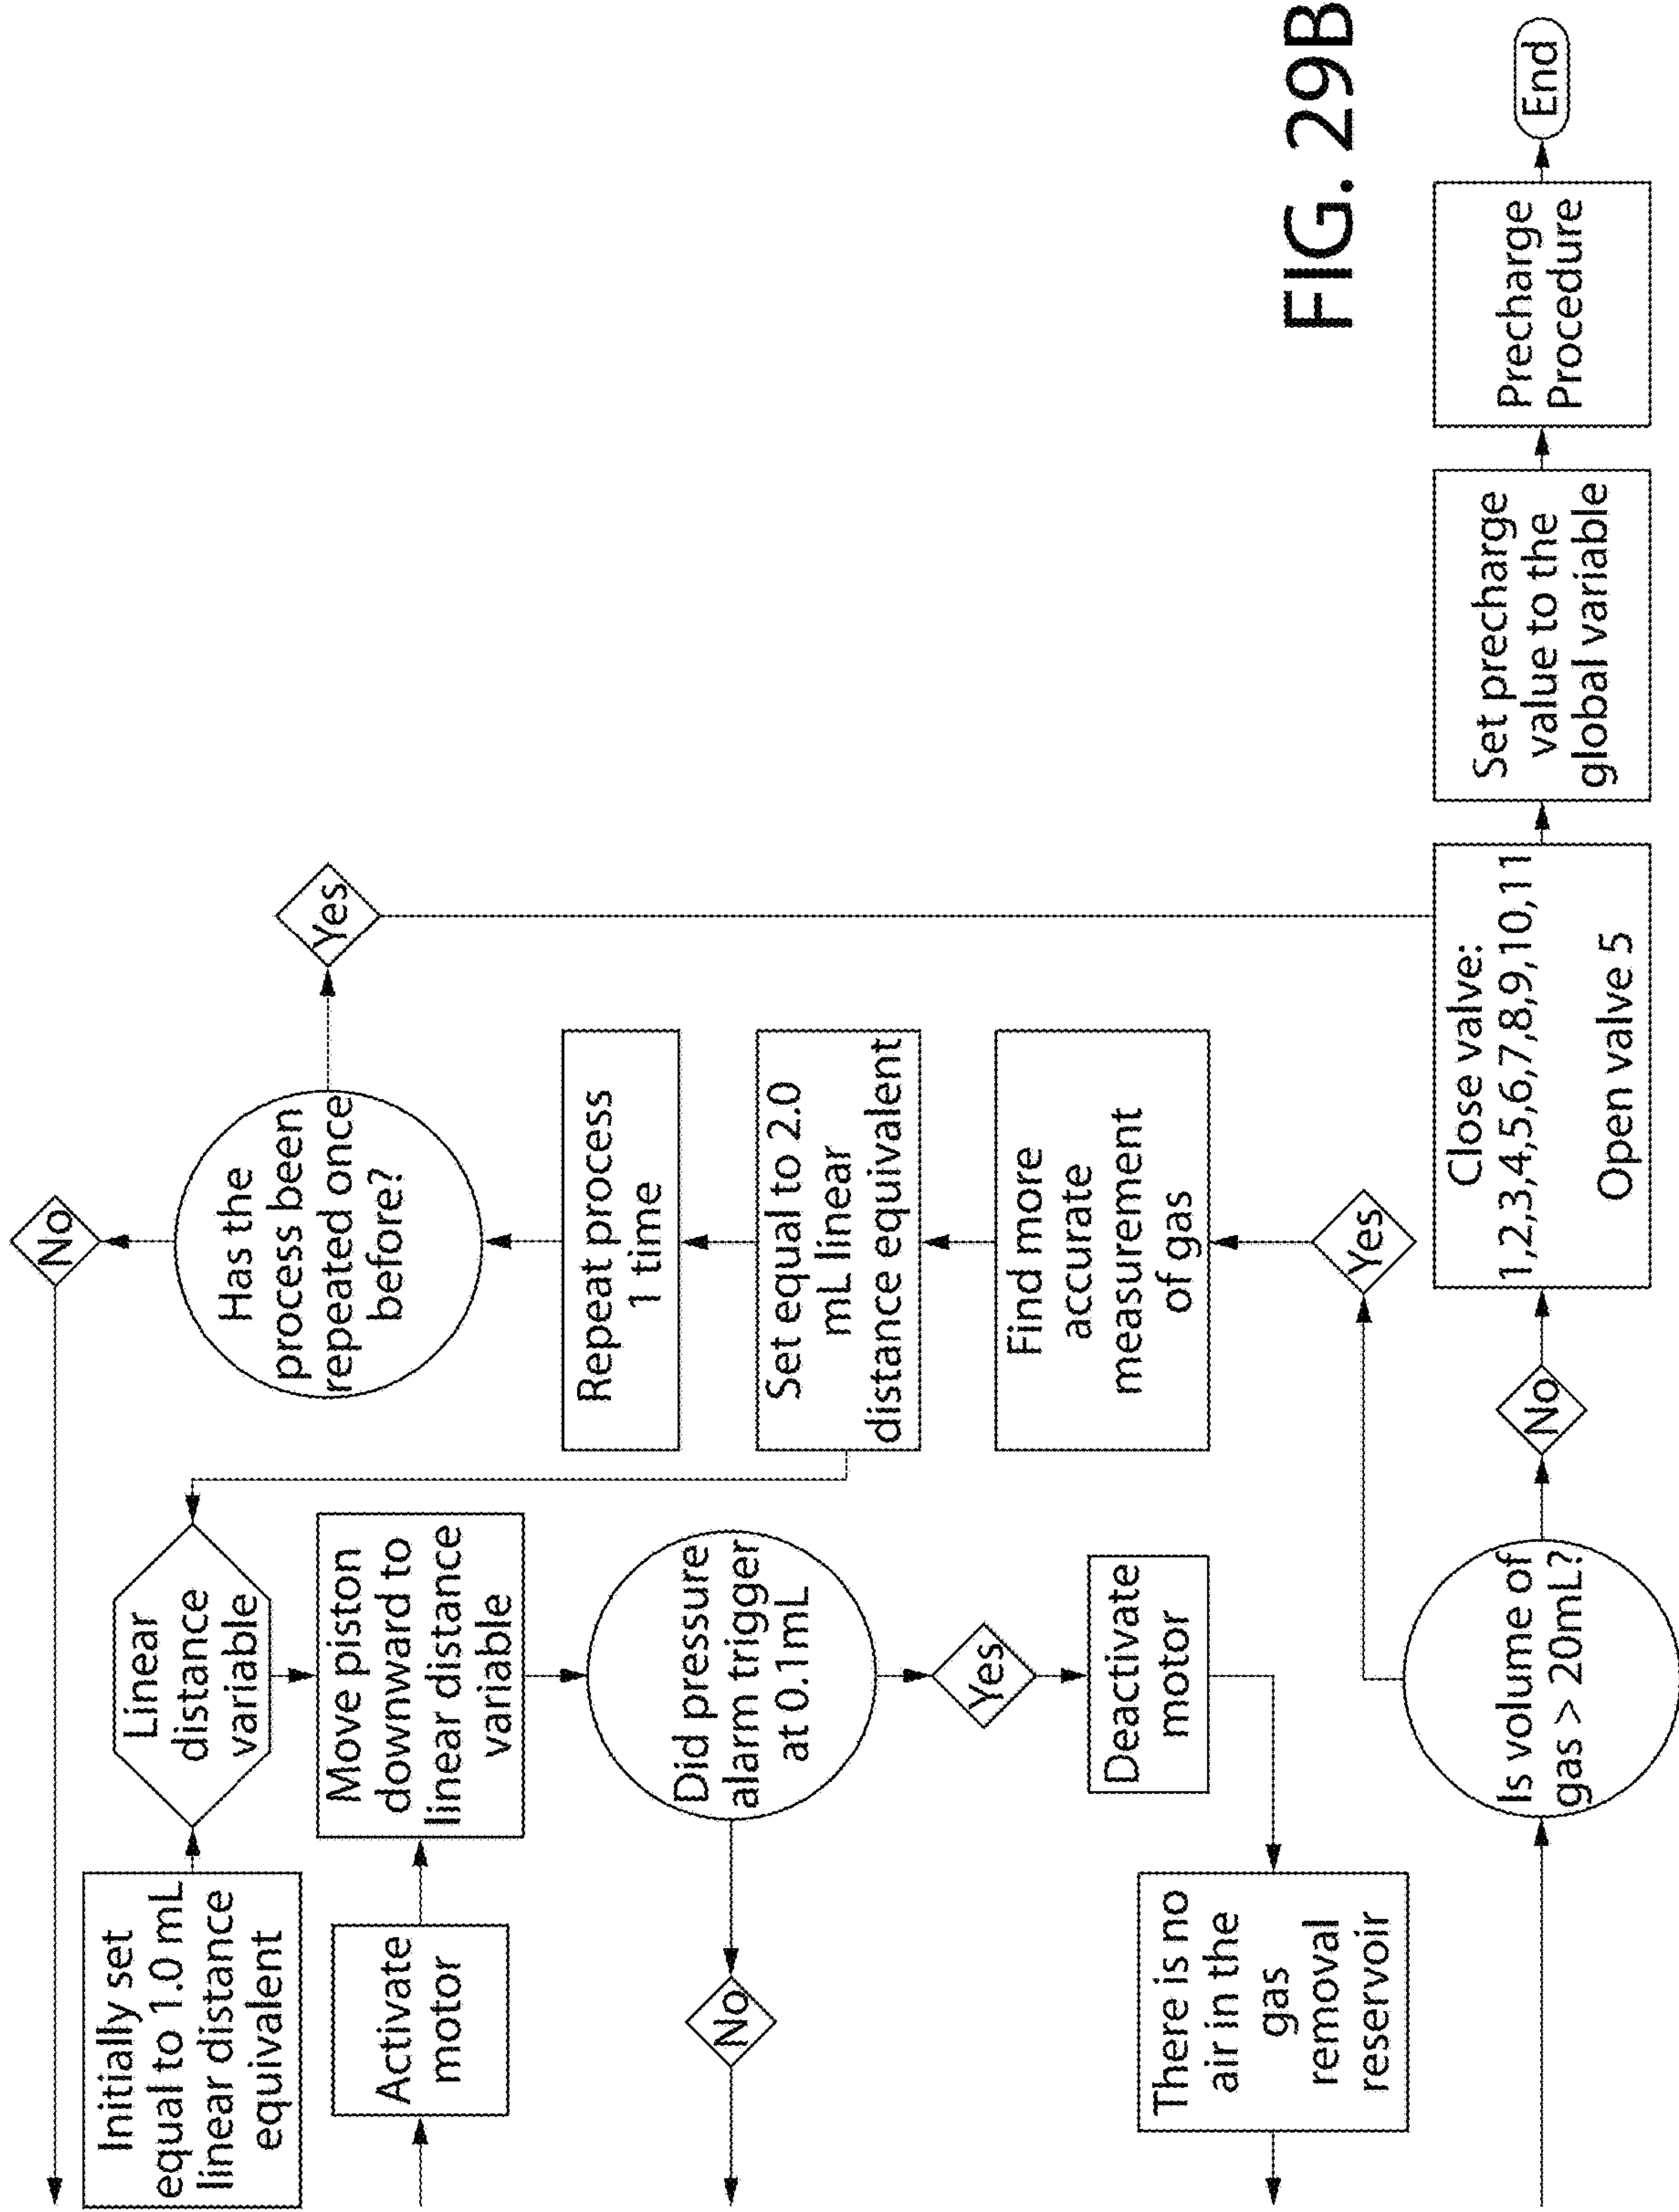 Initially set
equal to 1.0 mL
linear distance
equivalent
Linear
distance
variable
No
Activate
motor
Move piston
downward to
linear distance
variable
Has the
process been
repeated once
before?
Yes
Repeat process
1 time
Set equal to 2.0
mL linear
distance equivalent
Find more
accurate
measurement
of gas
Yes
No
Did pressure
alarm trigger
at 0.1mL
Yes
Deactivate
motor
There is no
air in the
gas
removal
reservoir
Is volume of
gas > 20mL?
No
Close valve:
1,2,3,4,5,6,7,8,9,10,11
Open valve 5
Set precharge
value to the
global variable
Precharge
Procedure
End
FIG. 29B